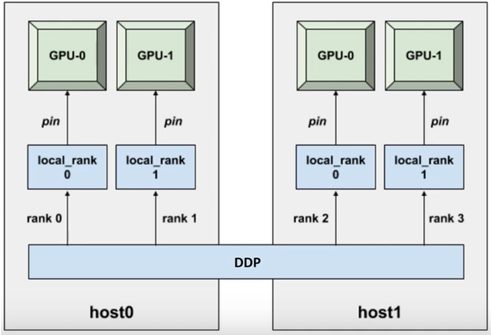 GPU-0 GPU-1 GPU-0 GPU-1
pin pin pin pin
local_rank local_rank local_rank local_rank
0 1 0 1
rank 0 rank 1 rank 2 rank 3
DDP
host0 host1